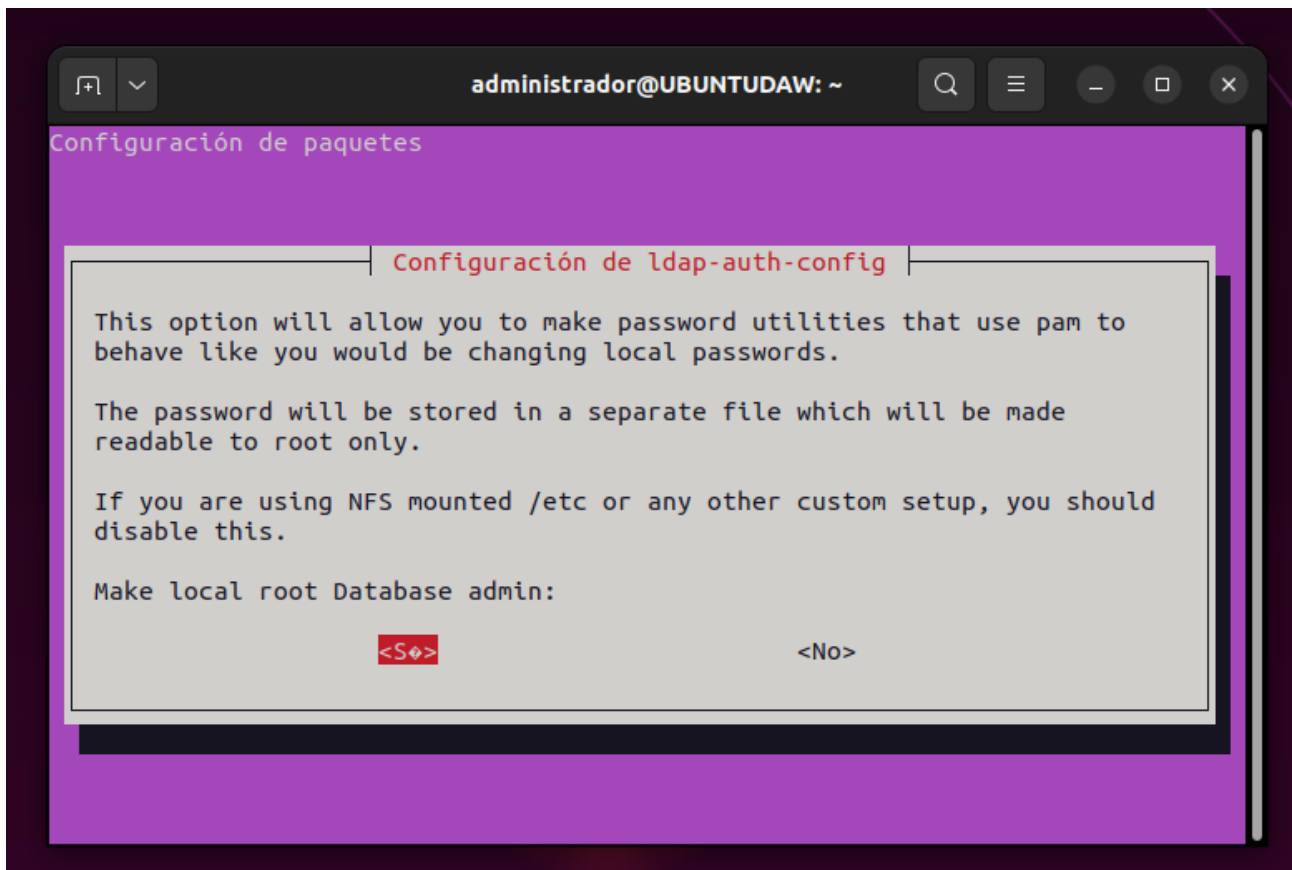 administrador@UBUNTUDAW: ~
Configuración de paquetes
Configuración de ldap-auth-config
This option will allow you to make password utilities that use pam to
behave like you would be changing local passwords.
The password will be stored in a separate file which will be made
readable to root only.
If you are using NFS mounted /etc or any other custom setup, you should
disable this.
Make local root Database admin:
<S�> <No>